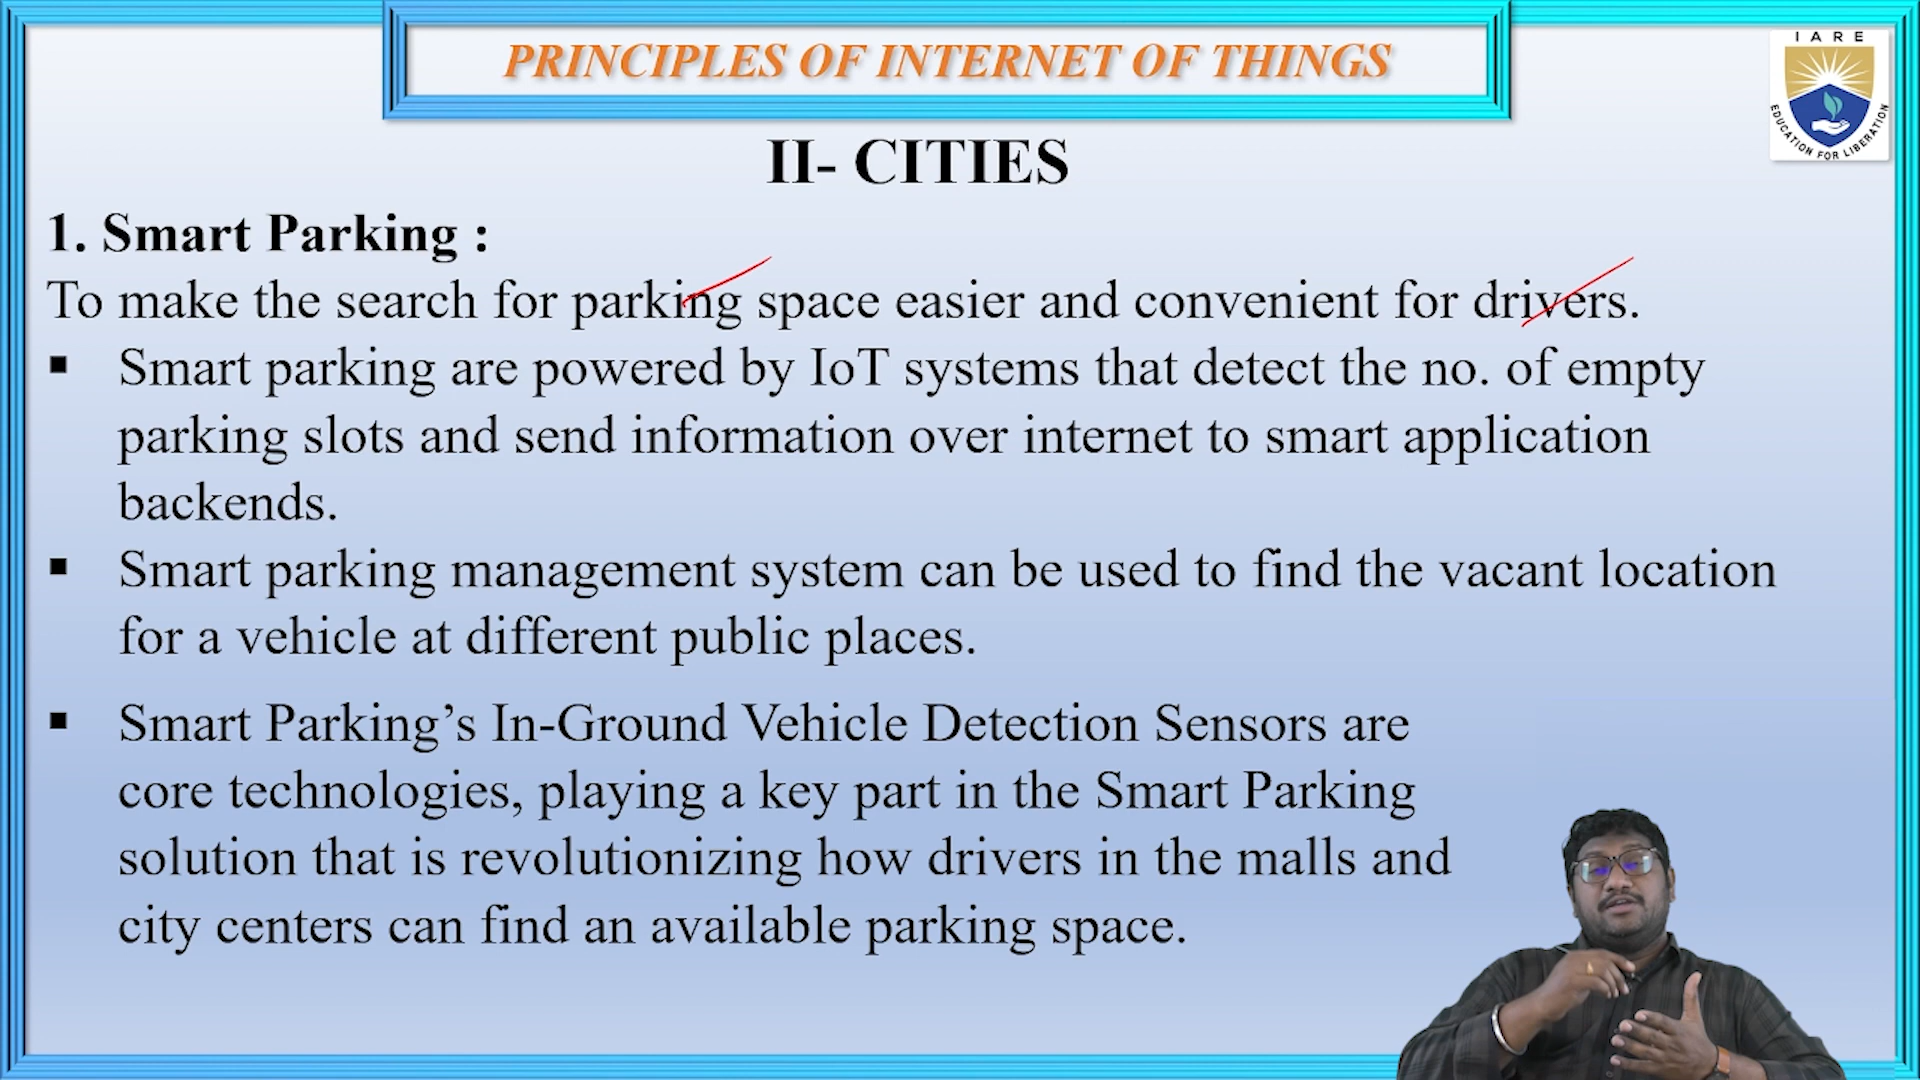 PRINCIPLES OF INTERNET OF THINGS
IARE
EDUCATION FOR LIBERATION
II- CITIES
1. Smart Parking :
To make the search for parking space easier and convenient for drivers.
▪ Smart parking are powered by IoT systems that detect the no. of empty
parking slots and send information over internet to smart application
backends.
▪ Smart parking management system can be used to find the vacant location
for a vehicle at different public places.
▪ Smart Parking’s In-Ground Vehicle Detection Sensors are
core technologies, playing a key part in the Smart Parking
solution that is revolutionizing how drivers in the malls and
city centers can find an available parking space.